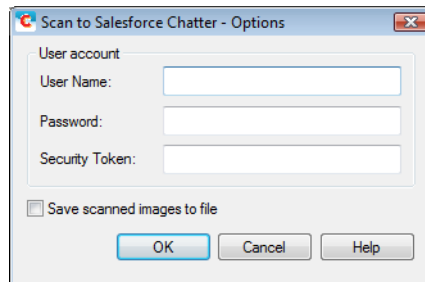 Scan to Salesforce Chatter - Options
User account
User Name:
Password:
Security Token:
Save scanned images to file
OK Cancel Help